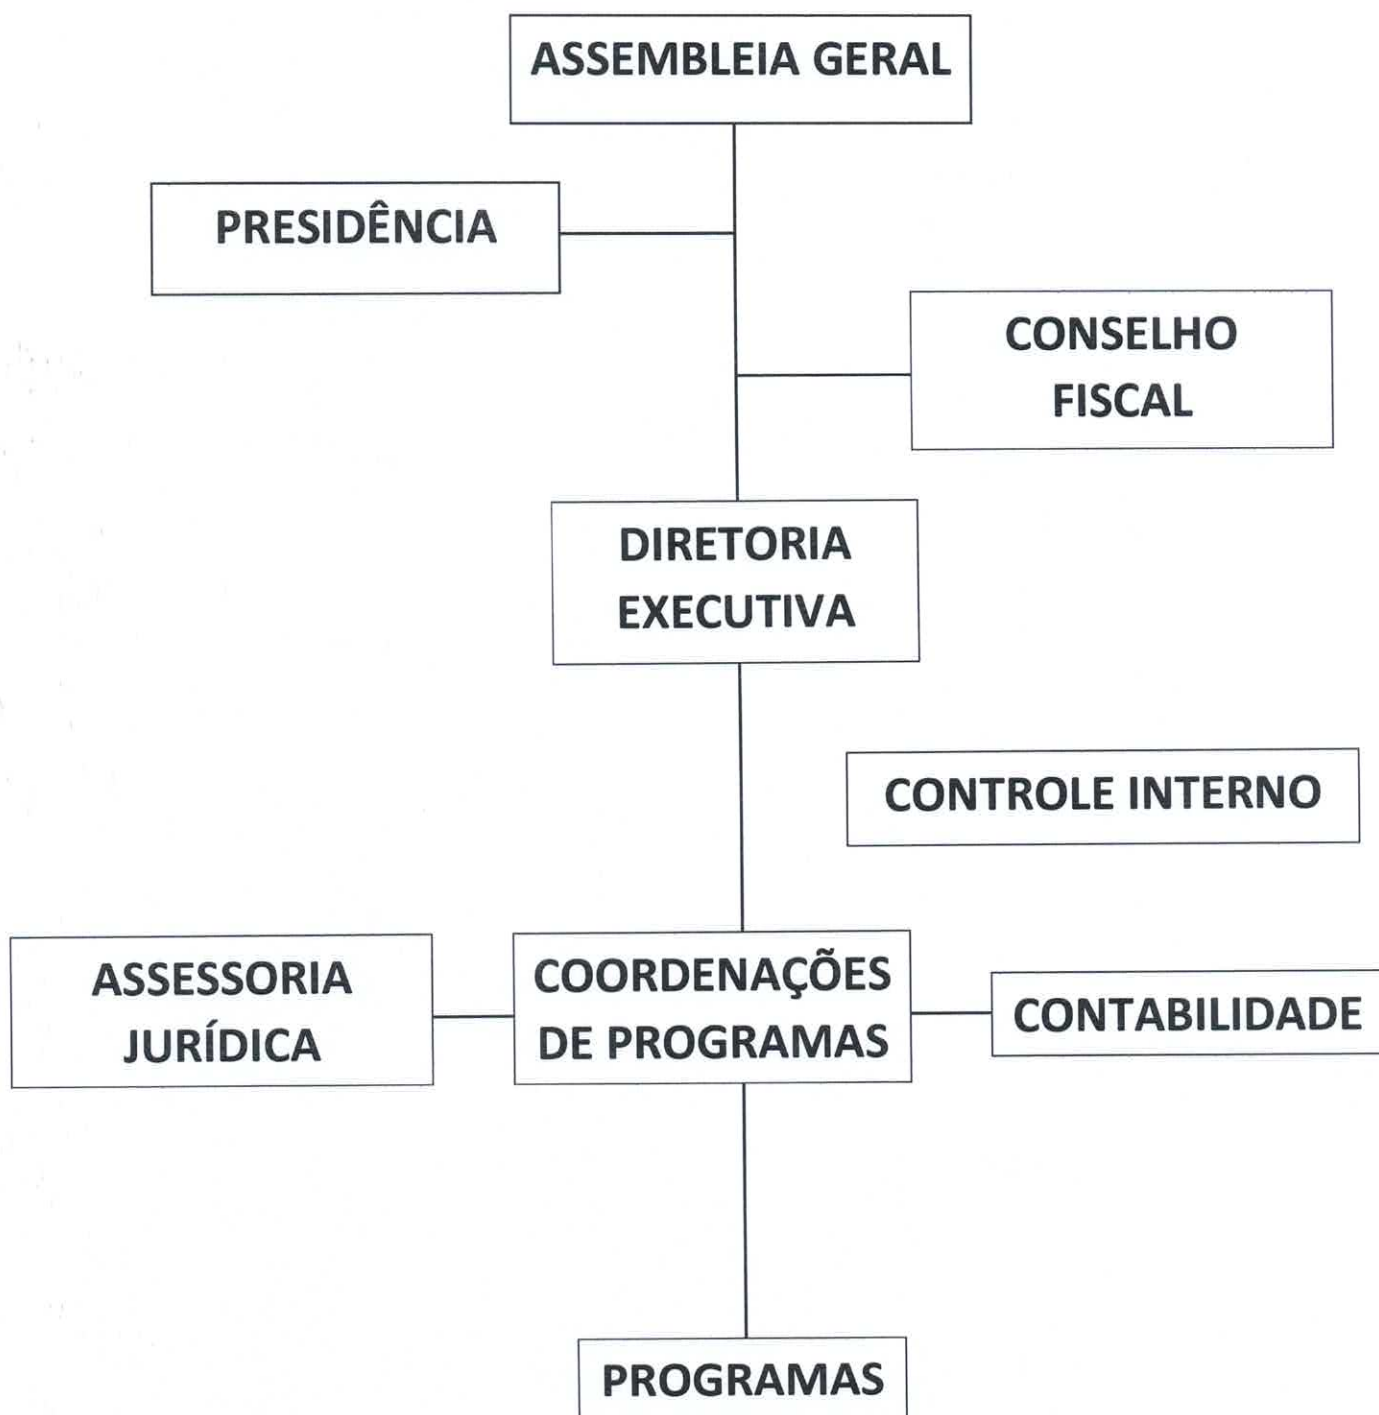 ASSEMBLEIA GERAL
PRESIDÊNCIA
CONSELHO
FISCAL
DIRETORIA
EXECUTIVA
CONTROLE INTERNO
ASSESSORIA
JURÍDICA
COORDENAÇÕES
DE PROGRAMAS
CONTABILIDADE
PROGRAMAS